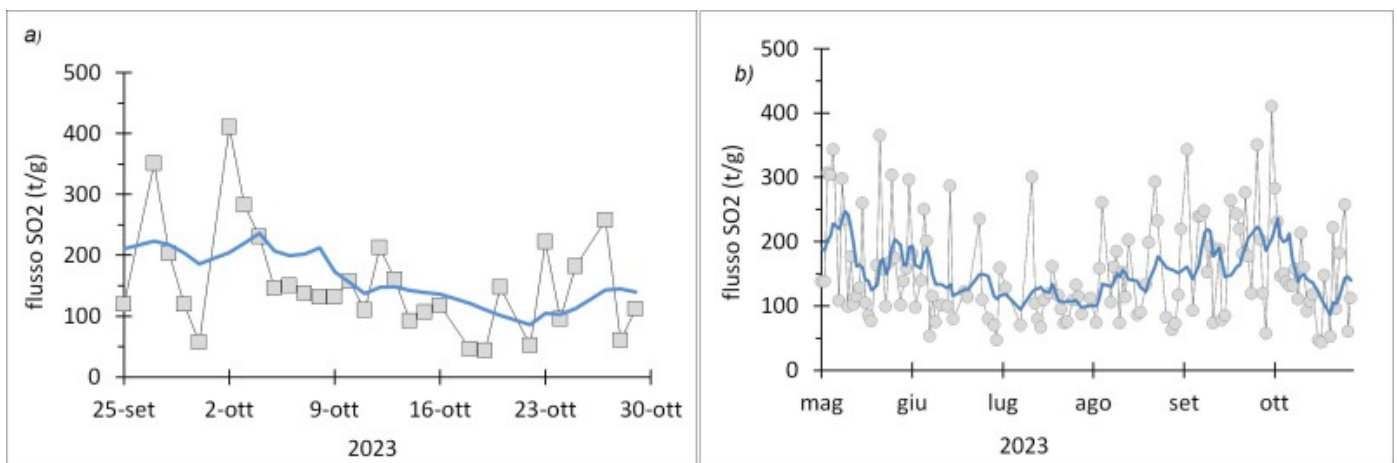 a)
flusso SO2 (t/g)
500
400
300
200
100
0
25-set 2-ott 9-ott 16-ott 23-ott 30-ott
2023
b)
flusso SO2 (t/g)
500
400
300
200
100
0
mag giu lug ago set ott
2023